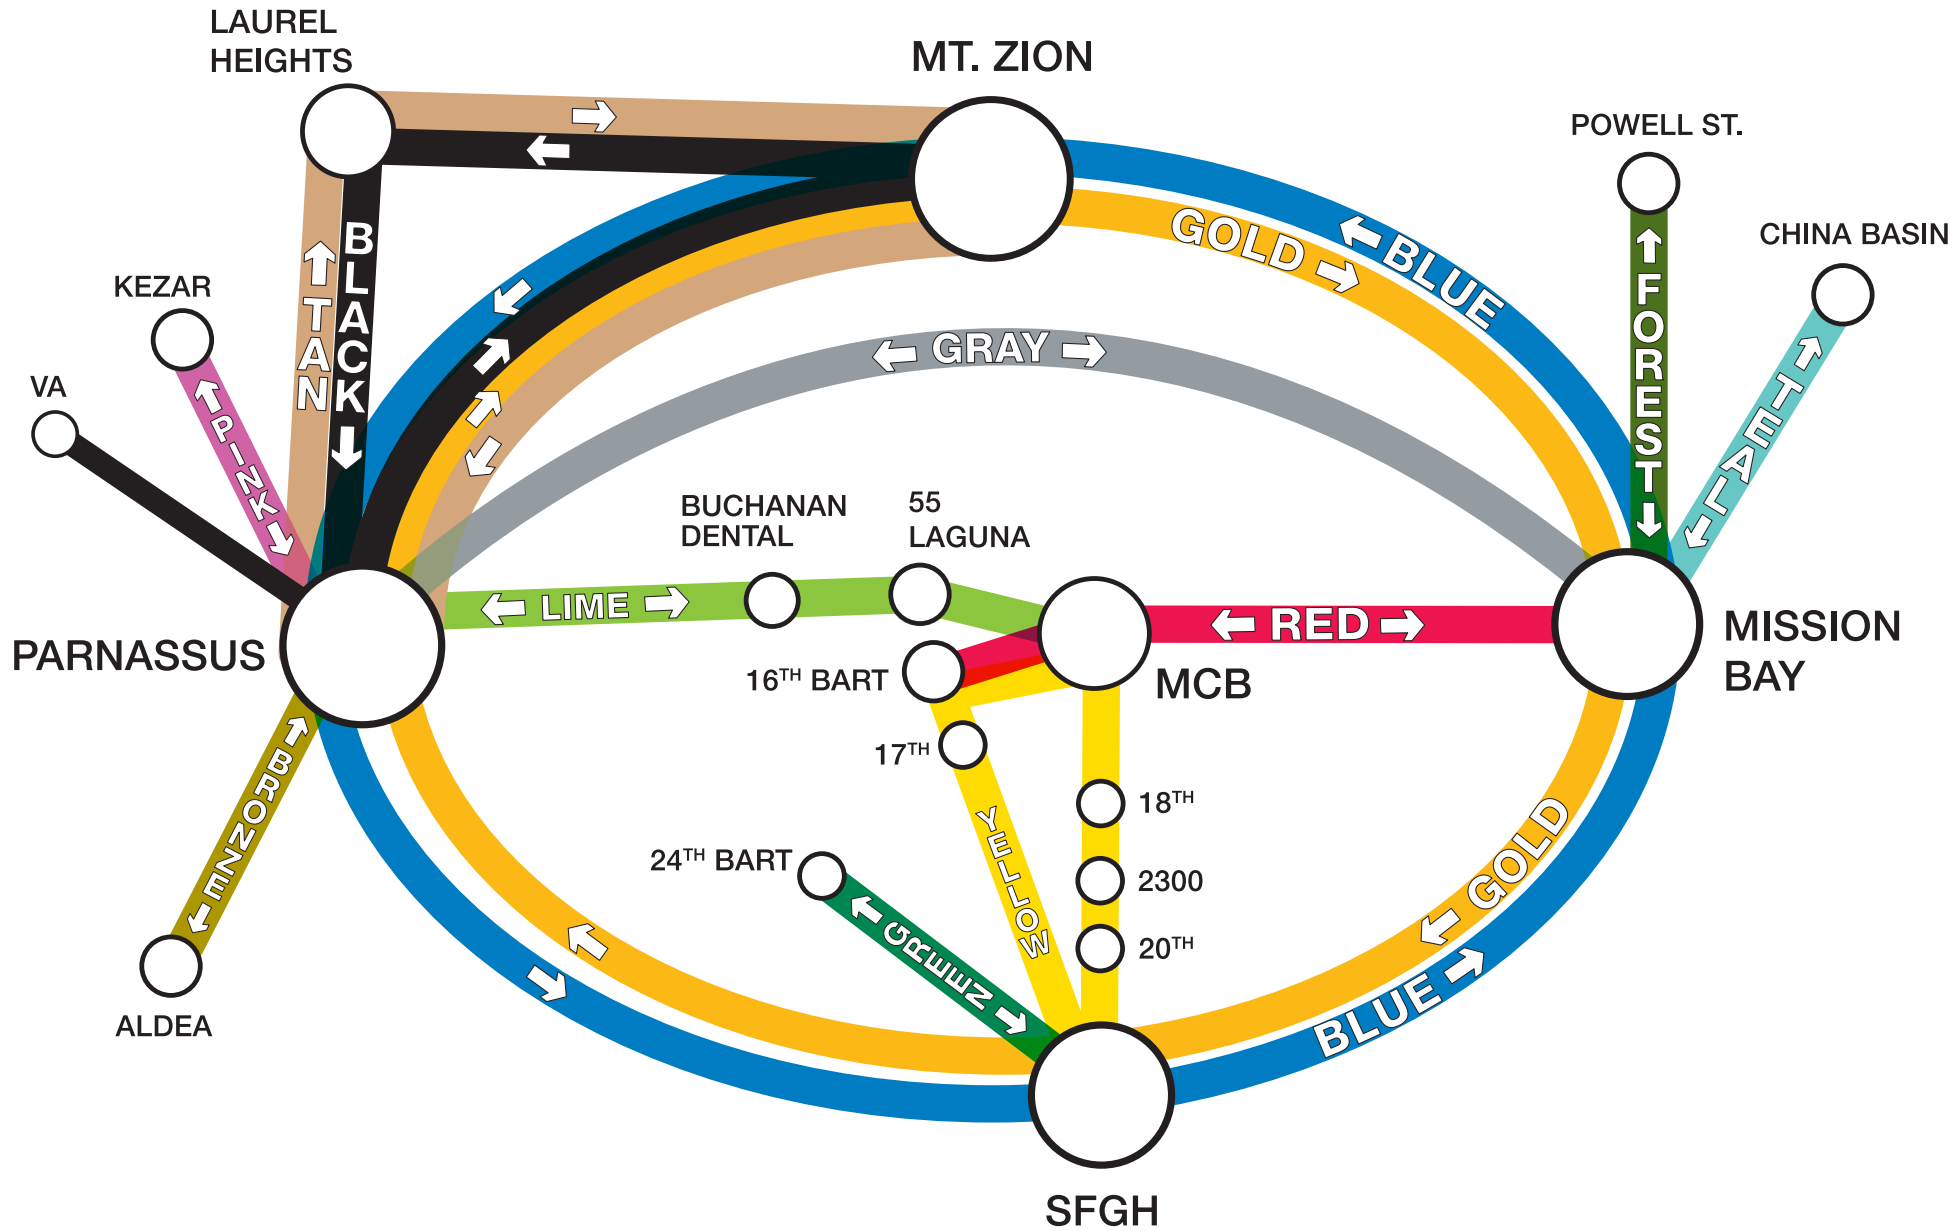 LAUREL
HEIGHTS
MT. ZION
POWELL ST.
CHINA BASIN
KEZAR
VA
BLACK
TAN
PINK
GOLD
BLUE
GRAY
FOREST
TEAL
BUCHANAN
DENTAL
55
LAGUNA
LIME
RED
PARNASSUS
MISSION
BAY
16TH BART
MCB
17TH
18TH
BRONZE
YELLOW
24TH BART
2300
GREEN
20TH
GOLD
BLUE
ALDEA
SFGH